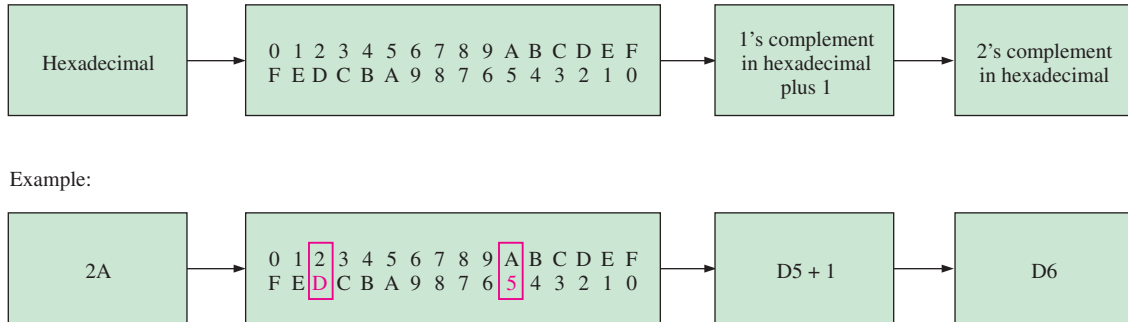 Hexadecimal
0 1 2 3 4 5 6 7 8 9 A B C D E F
F E D C B A 9 8 7 6 5 4 3 2 1 0
1's complement
in hexadecimal
plus 1
2's complement
in hexadecimal
Example:
2A
0 1 2 3 4 5 6 7 8 9 A B C D E F
F E D C B A 9 8 7 6 5 4 3 2 1 0
D5 + 1
D6